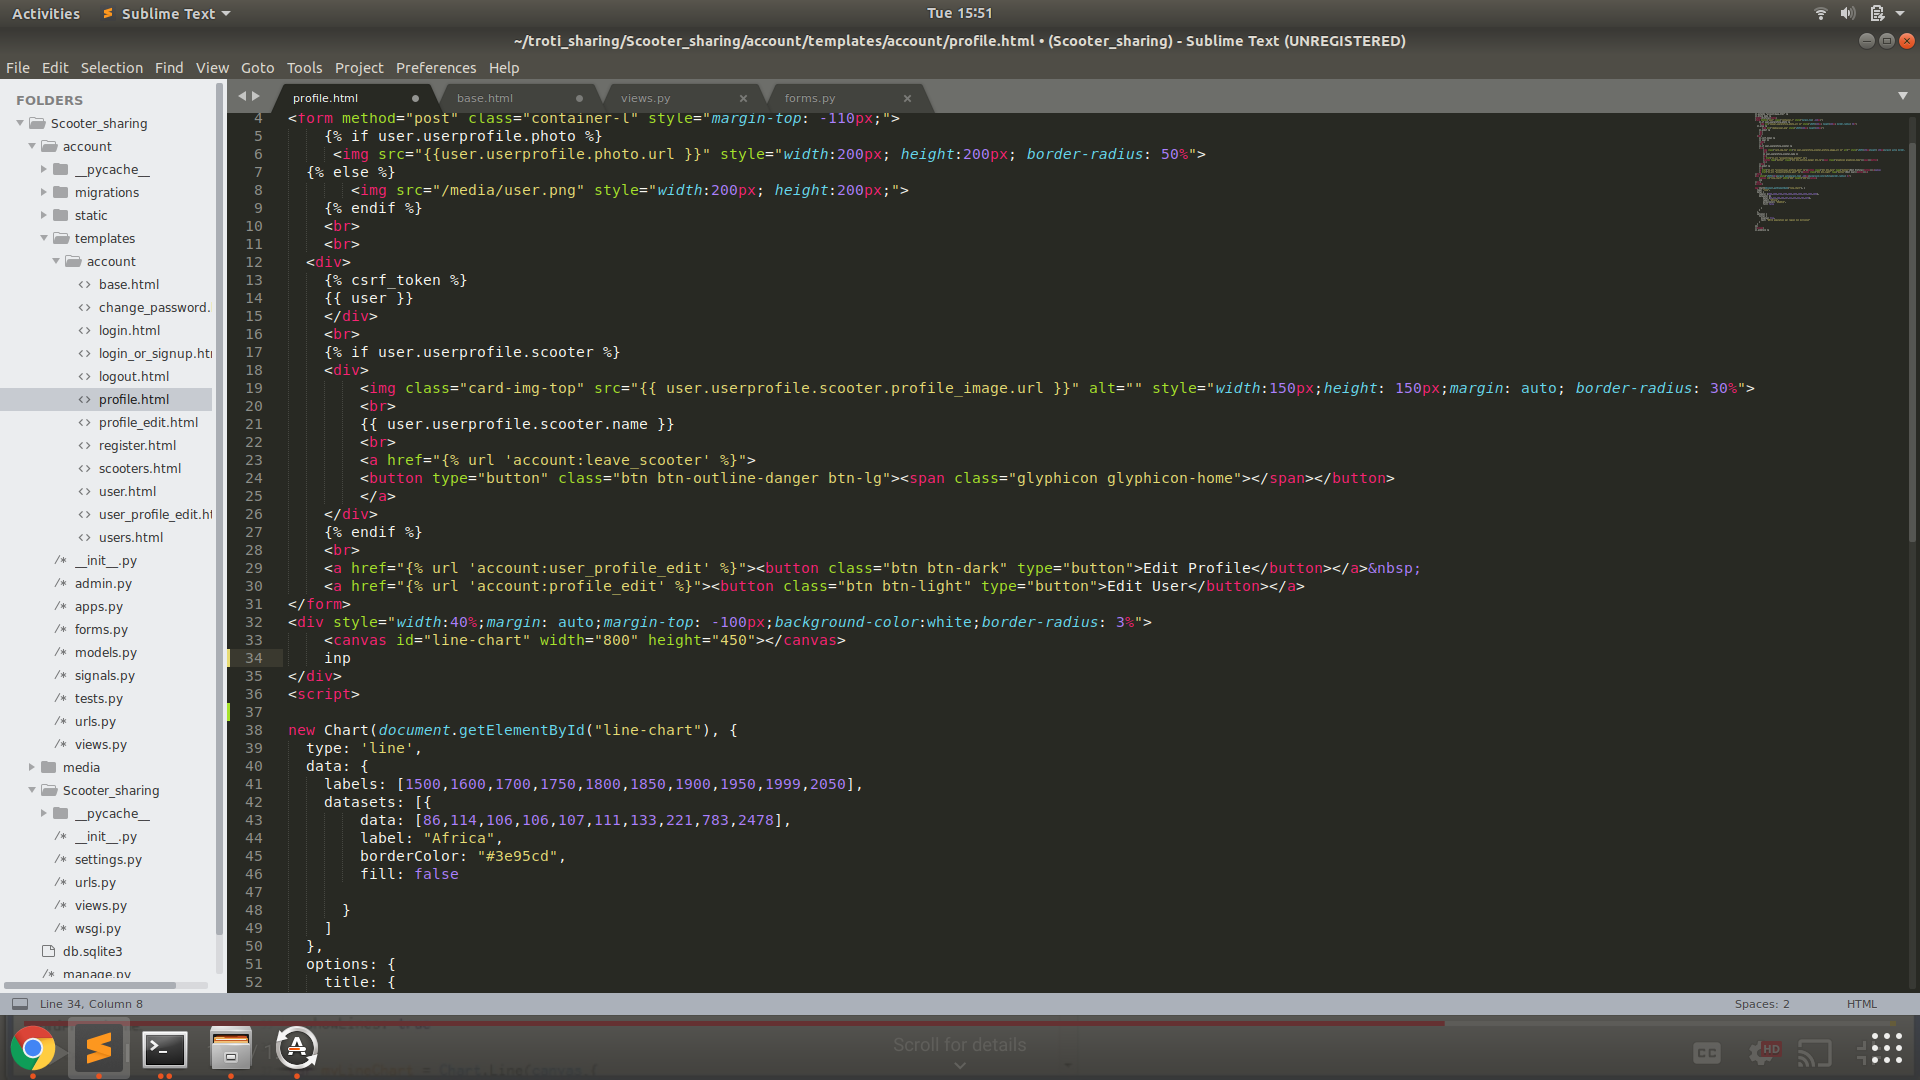 Activities Sublime Text Tue 15:51
~/troti_sharing/Scooter_sharing/account/templates/account/profile.html • (Scooter_sharing) - Sublime Text (UNREGISTERED)
File Edit Selection Find View Goto Tools Project Preferences Help
FOLDERS
Scooter_sharing
account
__pycache__
migrations
static
templates
account
base.html
change_password.
login.html
login_or_signup.htm
logout.html
profile.html
profile_edit.html
register.html
scooters.html
user.html
user_profile_edit.ht
users.html
__init__.py
admin.py
apps.py
forms.py
models.py
signals.py
tests.py
urls.py
views.py
media
Scooter_sharing
__pycache__
__init__.py
settings.py
urls.py
views.py
wsgi.py
db.sqlite3
manage.py
profile.html base.html views.py forms.py
4 <form method="post" class="container-l" style="margin-top: -110px;">
5 {% if user.userprofile.photo %}
6 <img src="{{user.userprofile.photo.url }}" style="width:200px; height:200px; border-radius: 50%">
7 {% else %}
8 <img src="/media/user.png" style="width:200px; height:200px;">
9 {% endif %}
10 <br>
11 <br>
12 <div>
13 {% csrf_token %}
14 {{ user }}
15 </div>
16 <br>
17 {% if user.userprofile.scooter %}
18 <div>
19 <img class="card-img-top" src="{{ user.userprofile.scooter.profile_image.url }}" alt="" style="width:150px;height: 150px;margin: auto; border-radius: 30%">
20 <br>
21 {{ user.userprofile.scooter.name }}
22 <br>
23 <a href="{% url 'account:leave_scooter' %}">
24 <button type="button" class="btn btn-outline-danger btn-lg"><span class="glyphicon glyphicon-home"></span></button>
25 </a>
26 </div>
27 {% endif %}
28 <br>
29 <a href="{% url 'account:user_profile_edit' %}"><button class="btn btn-dark" type="button">Edit Profile</button></a>&nbsp;
30 <a href="{% url 'account:profile_edit' %}"><button class="btn btn-light" type="button">Edit User</button></a>
31 </form>
32 <div style="width:40%;margin: auto;margin-top: -100px;background-color:white;border-radius: 3%">
33 <canvas id="line-chart" width="800" height="450"></canvas>
34 inp
35 </div>
36 <script>
37
38 new Chart(document.getElementById("line-chart"), {
39 type: 'line',
40 data: {
41 labels: [1500,1600,1700,1750,1800,1850,1900,1950,1999,2050],
42 datasets: [{
43 data: [86,114,106,106,107,111,133,221,783,2478],
44 label: "Africa",
45 borderColor: "#3e95cd",
46 fill: false
47
48 }
49 ]
50 },
51 options: {
52 title: {
Line 34, Column 8 Spaces: 2 HTML
Scroll for details
CC HD